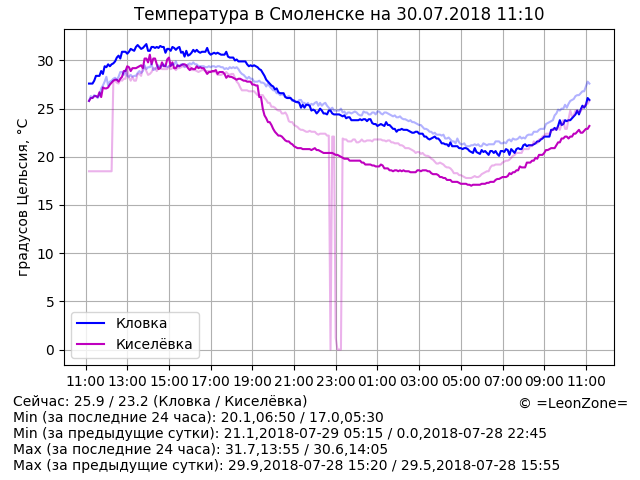 Температура в Смоленске на 30.07.2018 11:10
градусов Цельсия, °C
30
25
20
15
10
5
0
Кловка
Киселёвка
11:00 13:00 15:00 17:00 19:00 21:00 23:00 01:00 03:00 05:00 07:00 09:00 11:00
Сейчас: 25.9 / 23.2 (Кловка / Киселёвка)
© =LeonZone=
Min (за последние 24 часа): 20.1,06:50 / 17.0,05:30
Min (за предыдущие сутки): 21.1,2018-07-29 05:15 / 0.0,2018-07-28 22:45
Max (за последние 24 часа): 31.7,13:55 / 30.6,14:05
Max (за предыдущие сутки): 29.9,2018-07-28 15:20 / 29.5,2018-07-28 15:55